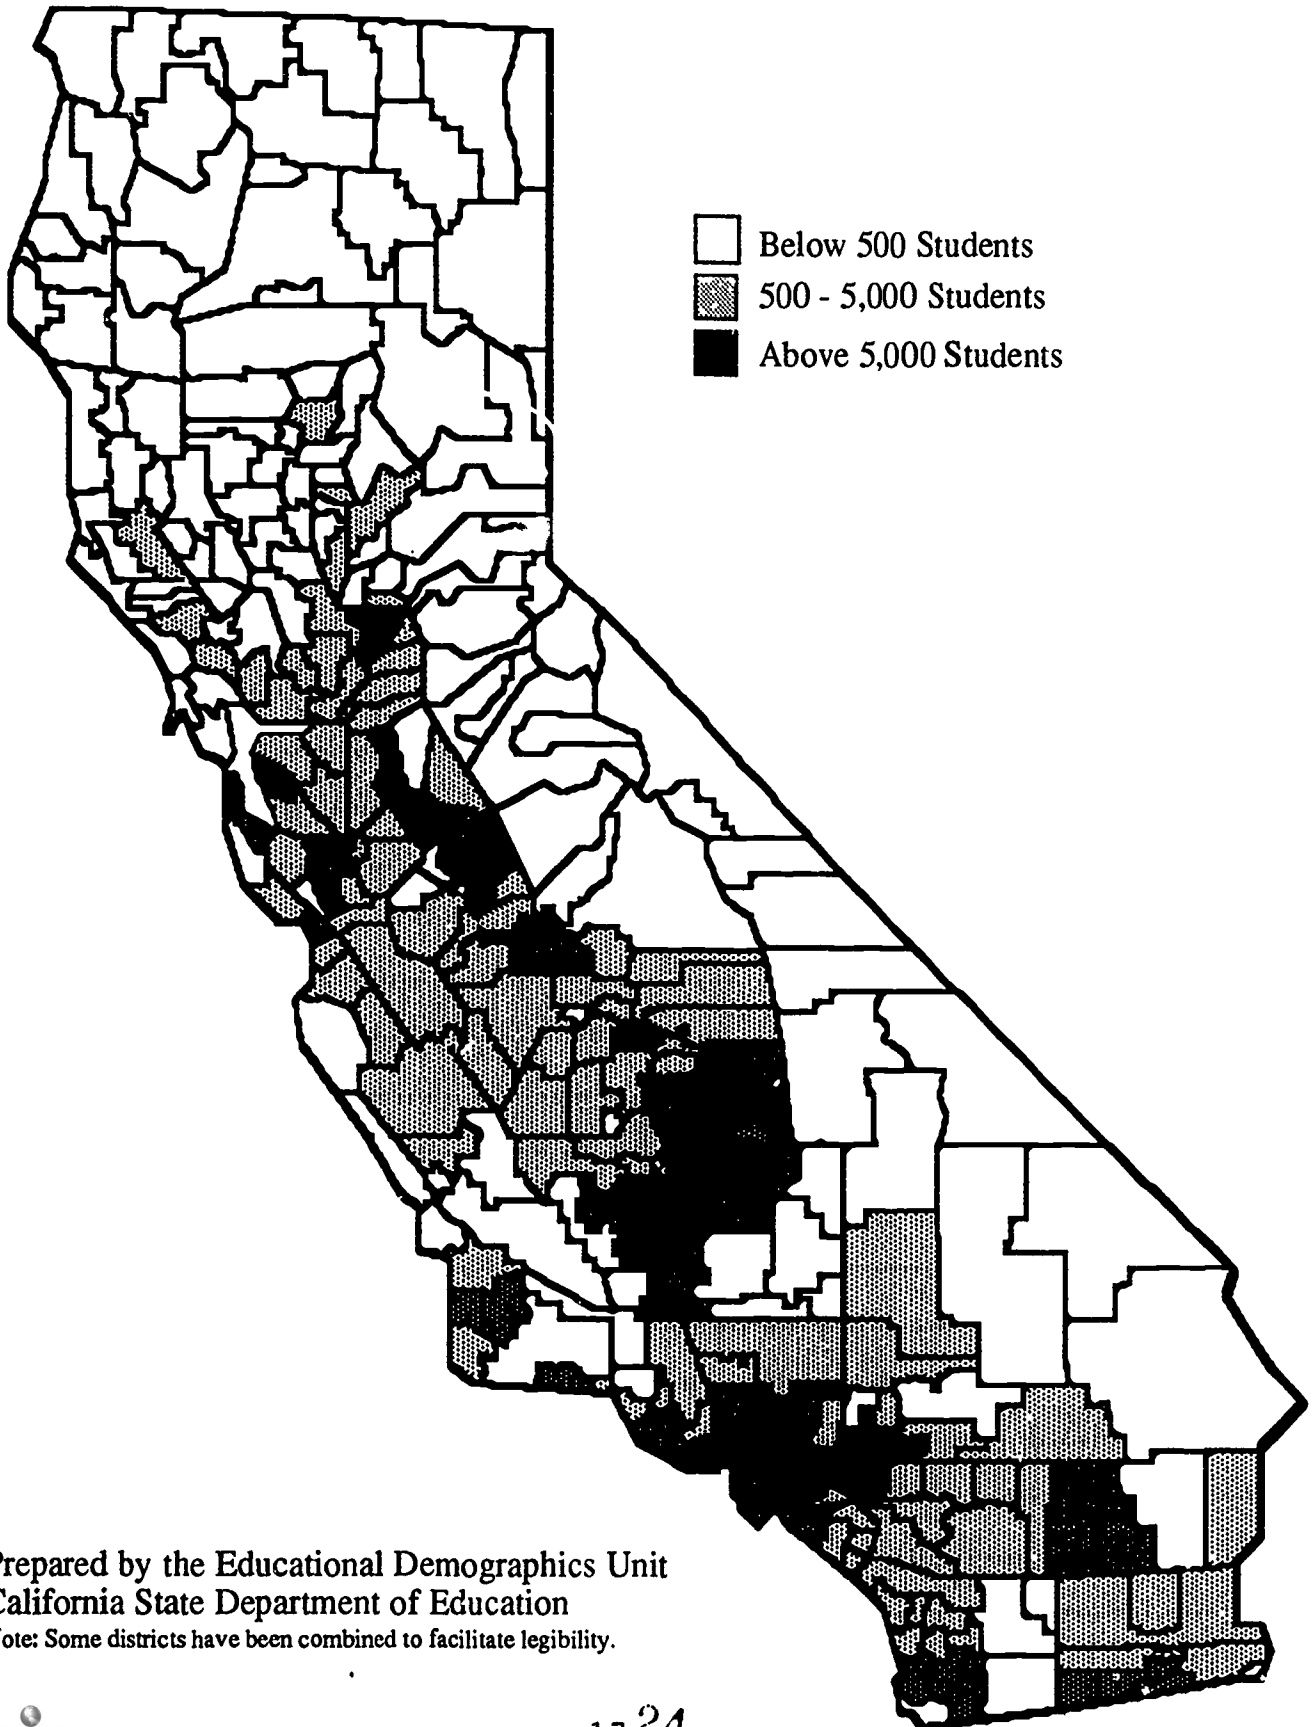 Below 500 Students
500 - 5,000 Students
Above 5,000 Students
Prepared by the Educational Demographics Unit
California State Department of Education
Note: Some districts have been combined to facilitate legibility.
24